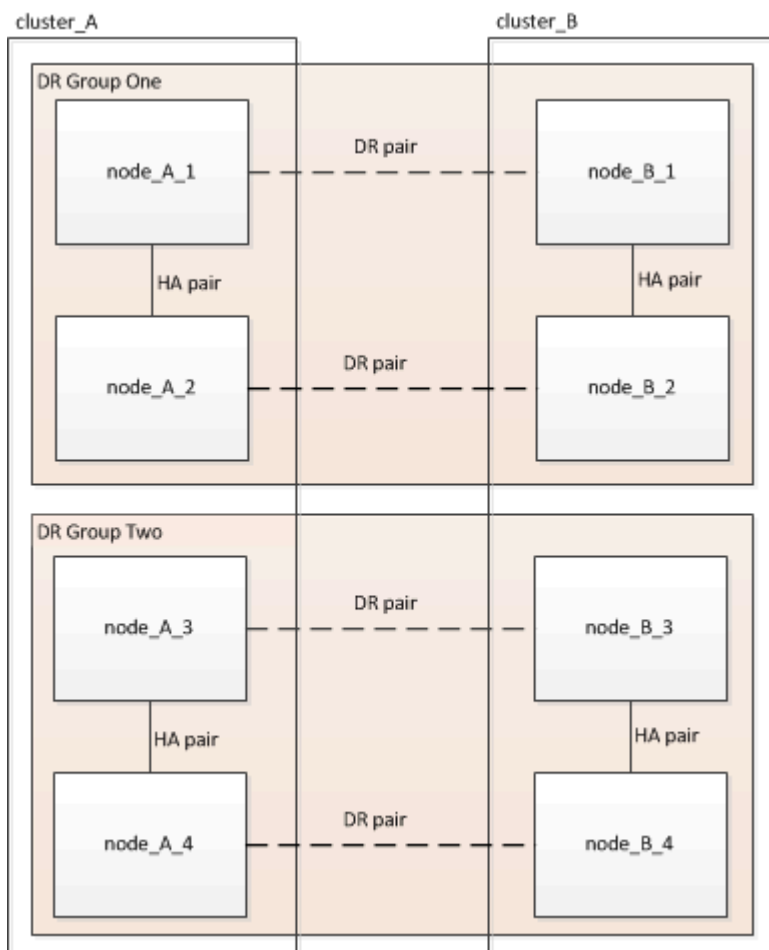 cluster_A
cluster_B
DR Group One
node_A_1
DR pair
node_B_1
HA pair
HA pair
node_A_2
DR pair
node_B_2
DR Group Two
node_A_3
DR pair
node_B_3
HA pair
HA pair
node_A_4
DR pair
node_B_4